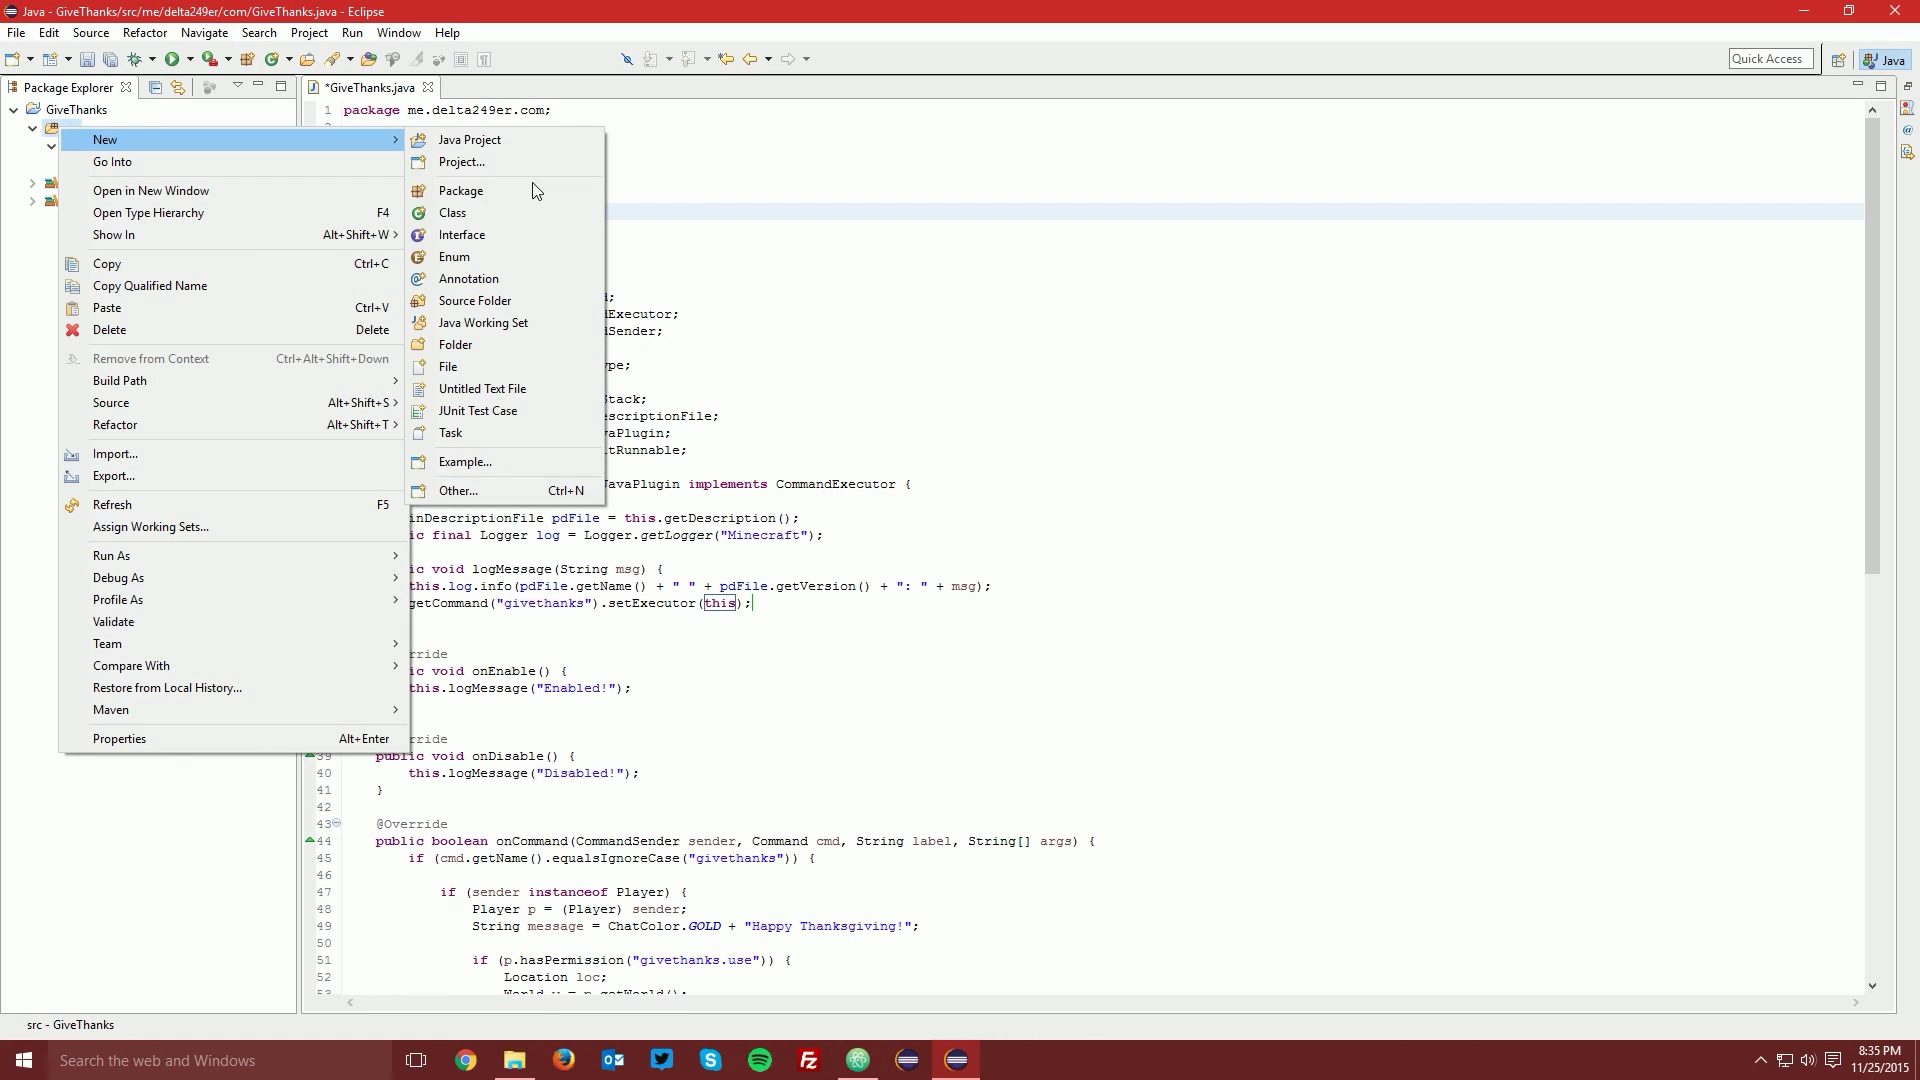 Java - GiveThanks/src/me/delta249er/com/GiveThanks.java - Eclipse
File Edit Source Refactor Navigate Search Project Run Window Help
Quick Access
Java
Package Explorer
*GiveThanks.java
GiveThanks
1 package me.delta249er.com;
New
Go Into
Open in New Window
Open Type Hierarchy F4
Show In Alt+Shift+W
Copy Ctrl+C
Copy Qualified Name
Paste Ctrl+V
Delete Delete
Remove from Context Ctrl+Alt+Shift+Down
Build Path
Source Alt+Shift+S
Refactor Alt+Shift+T
Import...
Export...
Refresh F5
Assign Working Sets...
Run As
Debug As
Profile As
Validate
Team
Compare With
Restore from Local History...
Maven
Properties Alt+Enter
Java Project
Project...
Package
Class
Interface
Enum
Annotation
Source Folder
Java Working Set
Folder
File
Untitled Text File
JUnit Test Case
Task
Example...
Other... Ctrl+N
;
dExecutor;
dSender;
ype;
Stack;
escriptionFile;
vaPlugin;
tRunnable;
JavaPlugin implements CommandExecutor {
inDescriptionFile pdFile = this.getDescription();
ic final Logger log = Logger.getLogger("Minecraft");
ic void logMessage(String msg) {
this.log.info(pdFile.getName() + " " + pdFile.getVersion() + ": " + msg);
getCommand("givethanks").setExecutor(this);
rride
ic void onEnable() {
this.logMessage("Enabled!");
rride
39 public void onDisable() {
40 this.logMessage("Disabled!");
41 }
42
43 @Override
44 public boolean onCommand(CommandSender sender, Command cmd, String label, String[] args) {
45 if (cmd.getName().equalsIgnoreCase("givethanks")) {
46
47 if (sender instanceof Player) {
48 Player p = (Player) sender;
49 String message = ChatColor.GOLD + "Happy Thanksgiving!";
50
51 if (p.hasPermission("givethanks.use")) {
52 Location loc;
53 World w = p.getWorld();
src - GiveThanks
Search the web and Windows
8:35 PM
11/25/2015